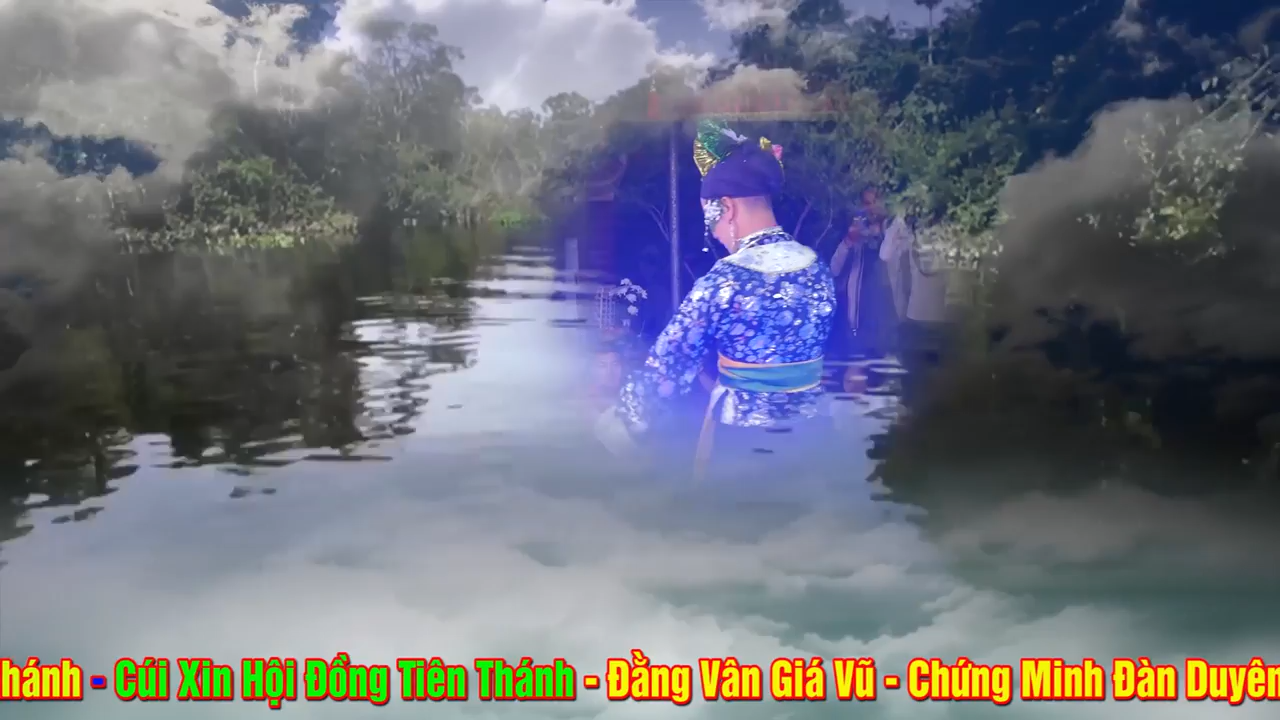 hánh - Cúi Xin Hội Đồng Tiên Thánh - Đằng Vân Giá Vũ - Chứng Minh Đàn Duyên